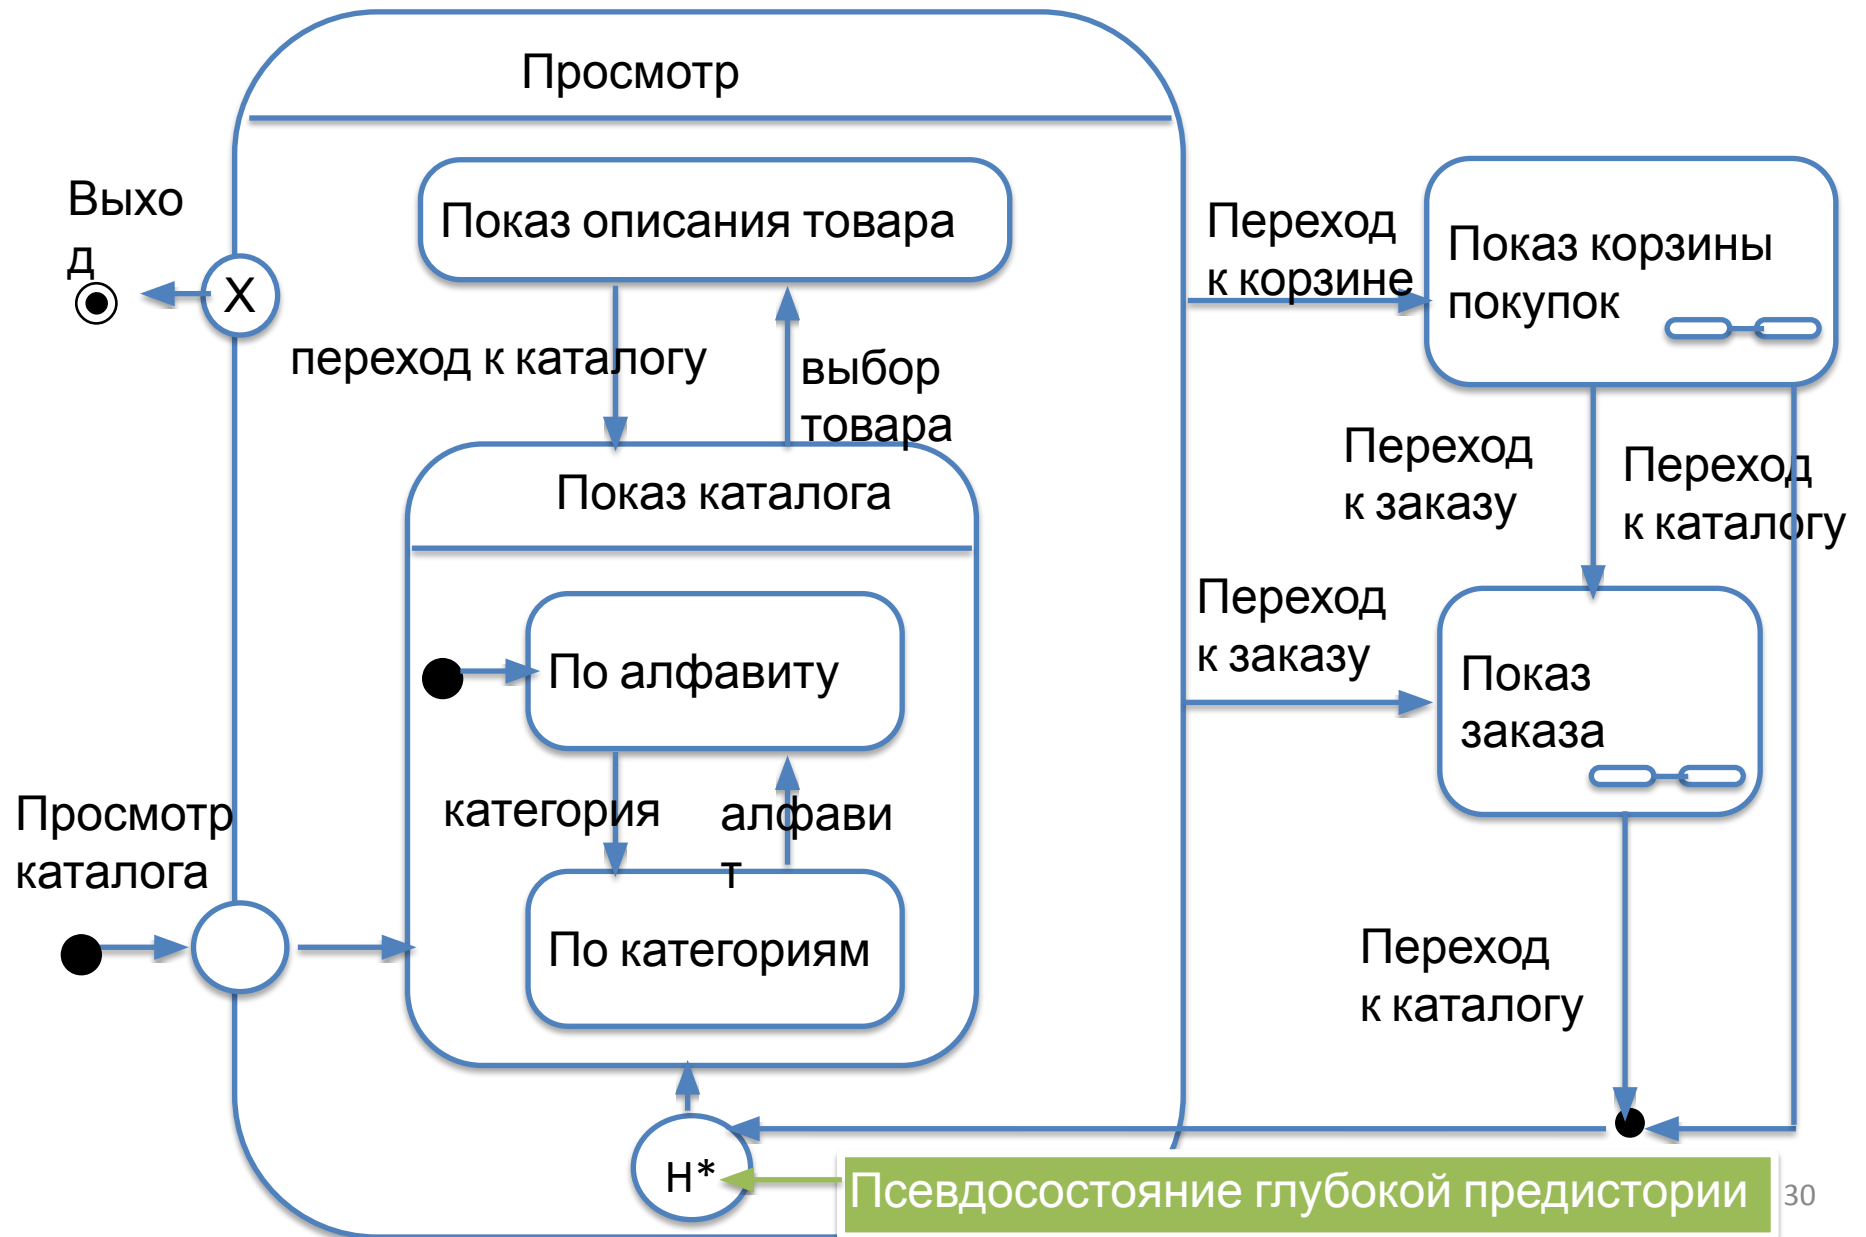 Просмотр
Выхо
д
X
Показ описания товара
Переход
к корзине
Показ корзины
покупок
переход к каталогу
выбор
товара
Показ каталога
Переход
к заказу
Переход
к каталогу
По алфавиту
Переход
к заказу
Показ
заказа
Просмотр
каталога
категория
алфави
т
По категориям
Переход
к каталогу
H*
Псевдосостояние глубокой предистории
30